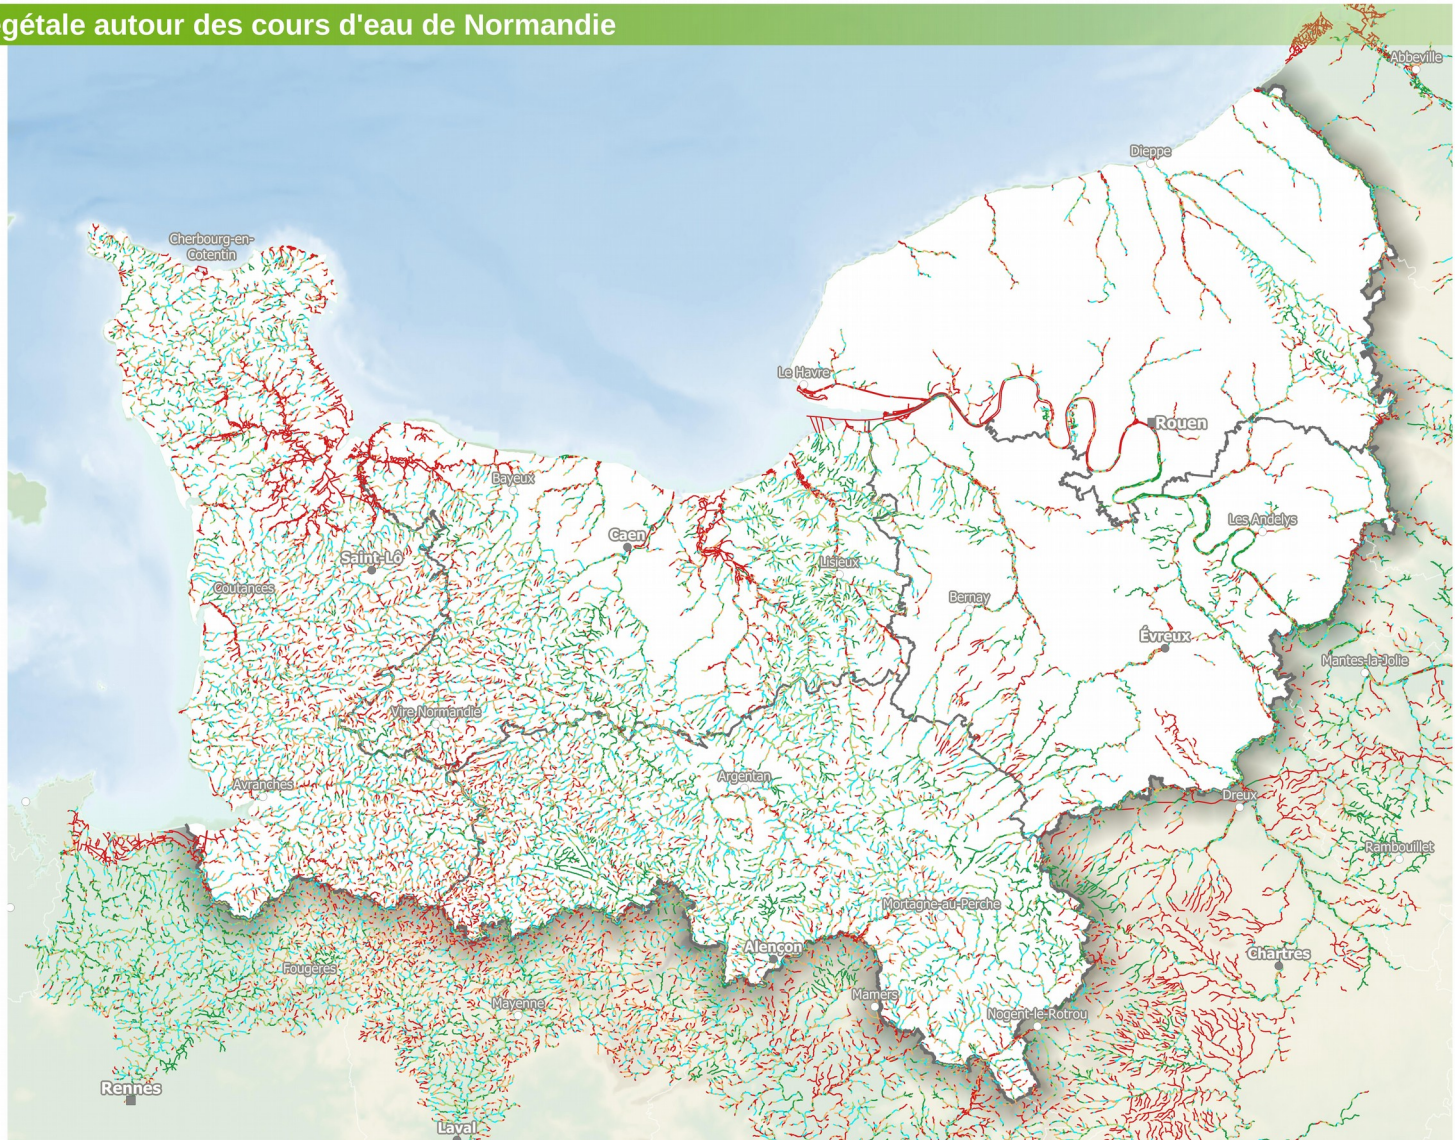 gétale autour des cours d'eau de Normandie
Abbeville
Dieppe
Cherbourg-en-
Cotentin
Le Havre
Rouen
Bayeux
Les Andelys
Caen
Saint-Lô
Lisieux
Coutances
Bernay
Évreux
Mantes-la-Jolie
Vire Normandie
Argentan
Avranches
Dreux
Rambouillet
Mortagne-au-Perche
Alençon
Chartres
Fougères
Mamers
Mayenne
Nogent-le-Rotrou
Rennes
Laval